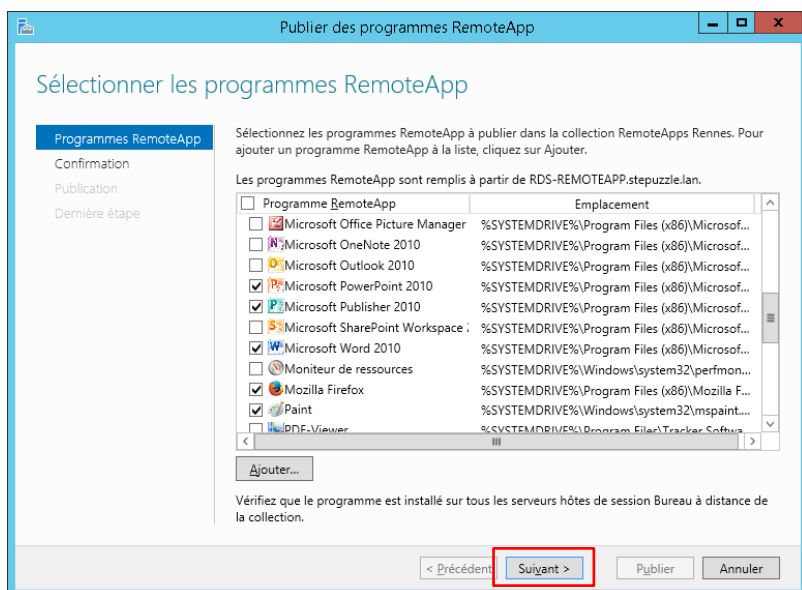 Publier des programmes RemoteApp
Sélectionner les programmes RemoteApp
Programmes RemoteApp
Confirmation
Publication
Dernière étape
Sélectionnez les programmes RemoteApp à publier dans la collection RemoteApps Rennes. Pour
ajouter un programme RemoteApp à la liste, cliquez sur Ajouter.
Les programmes RemoteApp sont remplis à partir de RDS-REMOTEAPP.stepuzzle.lan.
Programme RemoteApp Emplacement
Microsoft Office Picture Manager %SYSTEMDRIVE%\Program Files (x86)\Microsof...
Microsoft OneNote 2010 %SYSTEMDRIVE%\Program Files (x86)\Microsof...
Microsoft Outlook 2010 %SYSTEMDRIVE%\Program Files (x86)\Microsof...
Microsoft PowerPoint 2010 %SYSTEMDRIVE%\Program Files (x86)\Microsof...
Microsoft Publisher 2010 %SYSTEMDRIVE%\Program Files (x86)\Microsof...
Microsoft SharePoint Workspace %SYSTEMDRIVE%\Program Files (x86)\Microsof...
Microsoft Word 2010 %SYSTEMDRIVE%\Program Files (x86)\Microsof...
Moniteur de ressources %SYSTEMDRIVE%\Windows\system32\perfmon...
Mozilla Firefox %SYSTEMDRIVE%\Program Files (x86)\Mozilla F...
Paint %SYSTEMDRIVE%\Windows\system32\mspaint....
PDF-Viewer %SYSTEMDRIVE%\Program Files\Tracker Softwa...
Ajouter...
Vérifiez que le programme est installé sur tous les serveurs hôtes de session Bureau à distance de
la collection.
< Précédent Suivant > Publier Annuler